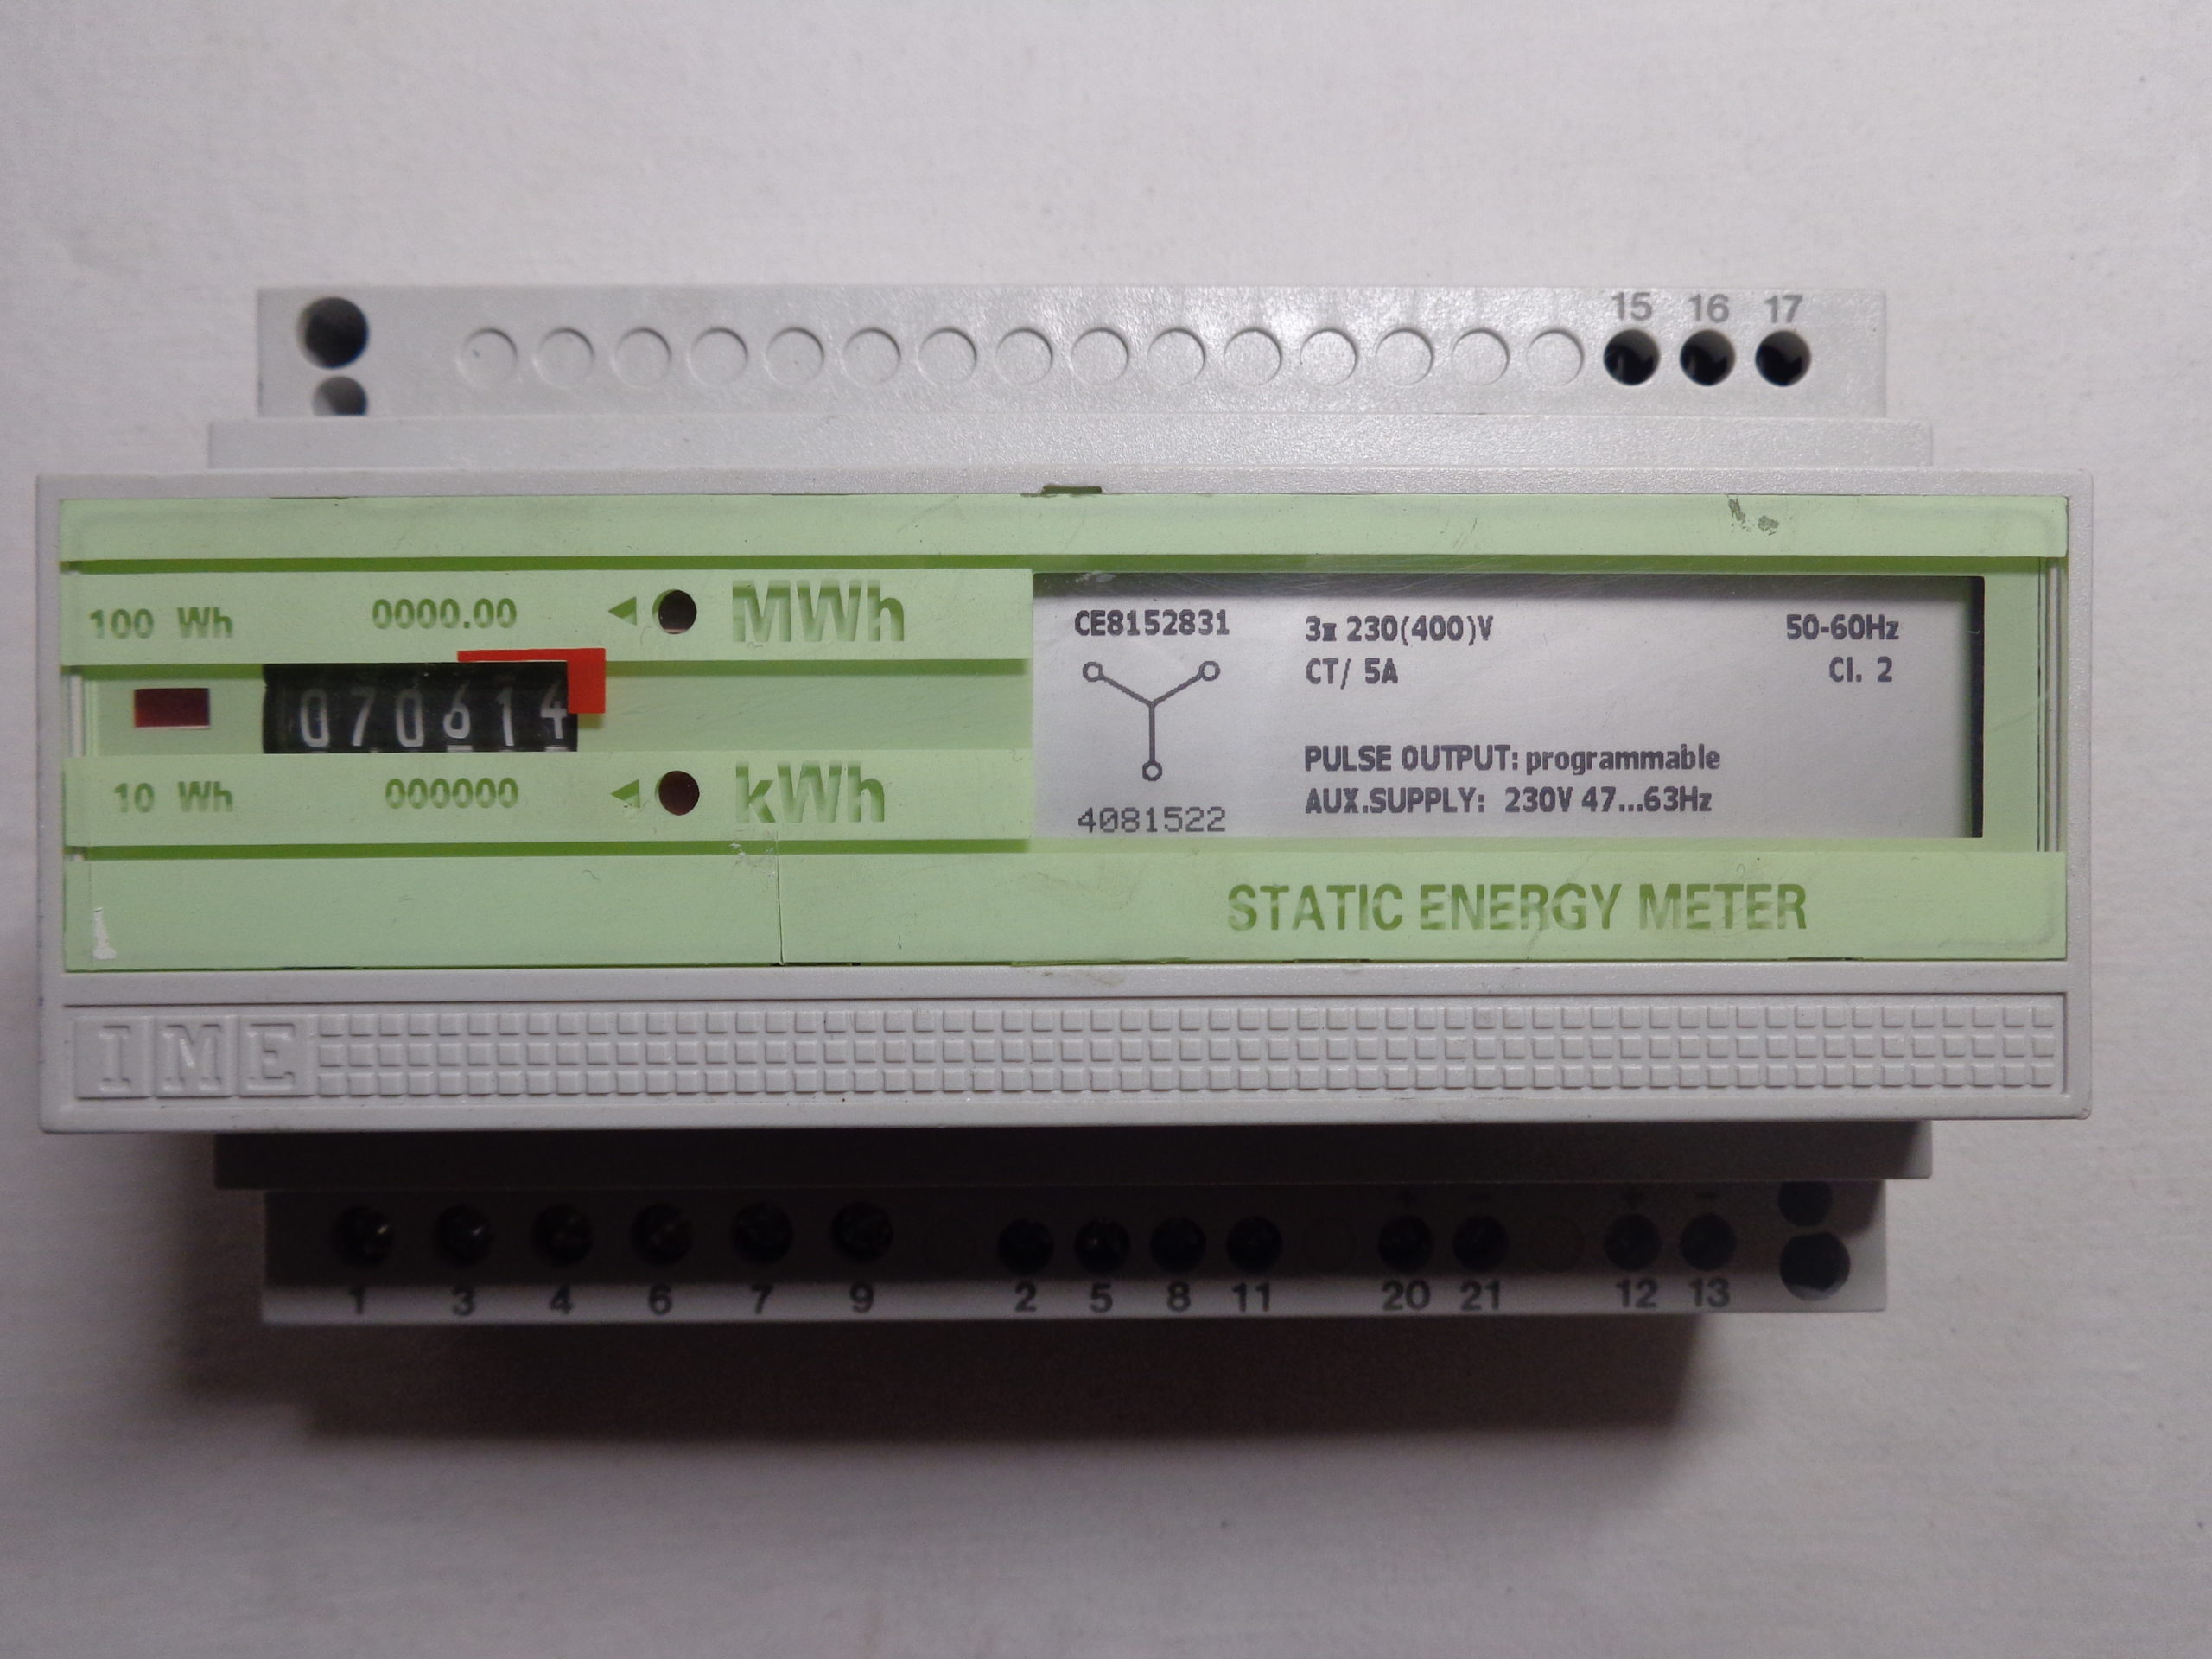 15 16 17
100 Wh 0000.00 MWh
070614
10 Wh 000000 kWh
CE8152831
4081522
3x 230(400)V
CT/ 5A
50-60Hz
Cl. 2
PULSE OUTPUT: programmable
AUX.SUPPLY: 230V 47...63Hz
STATIC ENERGY METER
IME
+ - + -
1 3 4 6 7 9 2 5 8 11 20 21 12 13